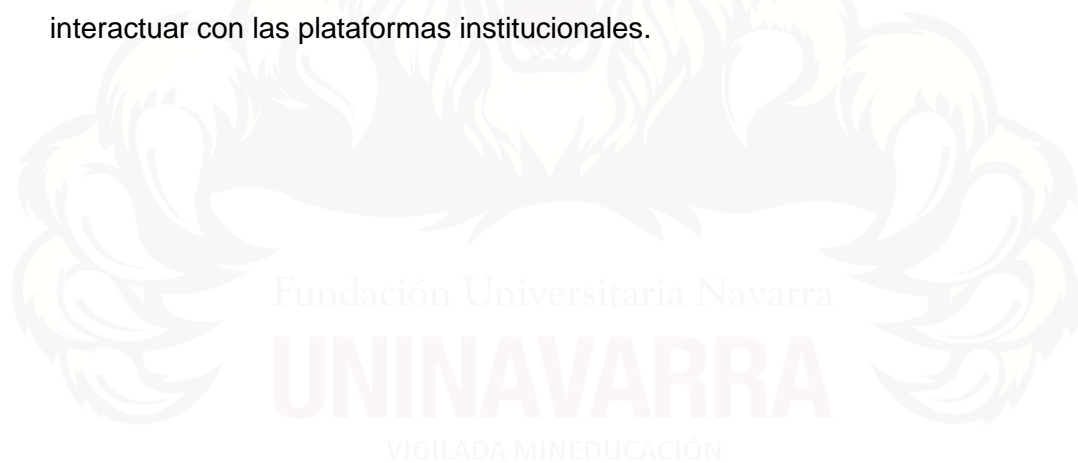 interactuar con las plataformas institucionales.
Fundación Universitaria Navarra
UNINAVARRA
VIGILADA MINEDUCACIÓN